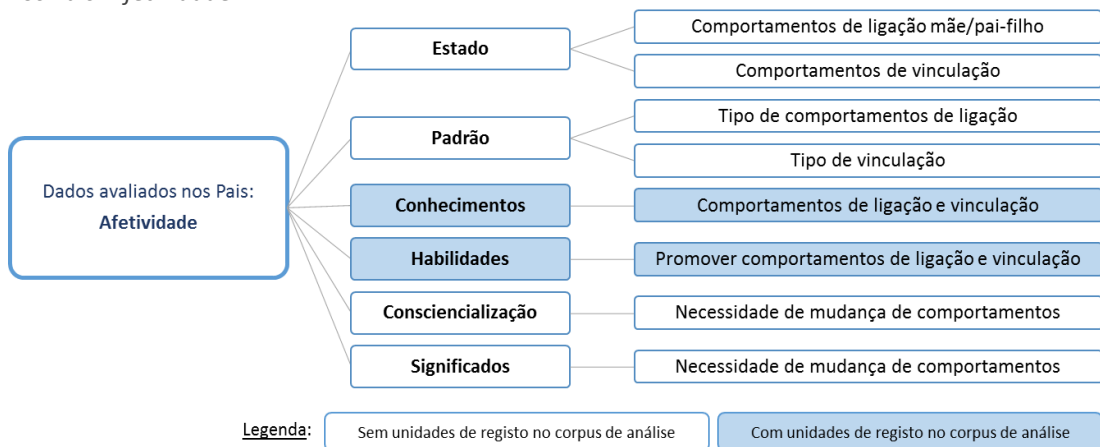 Estado
Comportamentos de ligação mãe/pai-filho
Comportamentos de vinculação
Padrão
Tipo de comportamentos de ligação
Tipo de vinculação
Dados avaliados nos Pais:
Afetividade
Conhecimentos
Comportamentos de ligação e vinculação
Habilidades
Promover comportamentos de ligação e vinculação
Consciencialização
Necessidade de mudança de comportamentos
Significados
Necessidade de mudança de comportamentos
Legenda:
Sem unidades de registo no corpus de análise
Com unidades de registo no corpus de análise